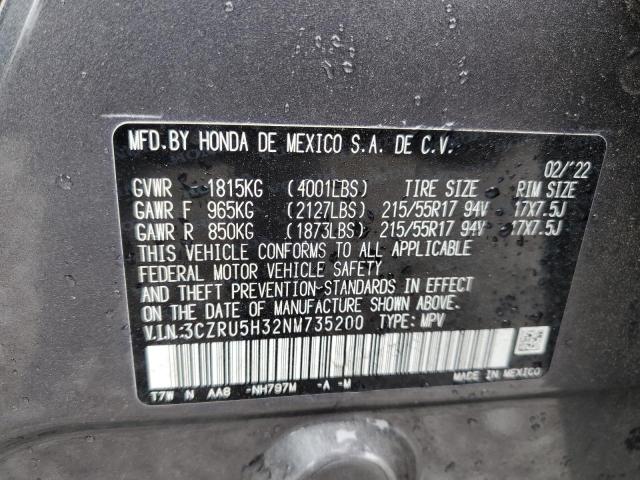 MFD.BY HONDA DE MEXICO S.A. DE C.V.
02/'22
GVWR 1815KG (4001LBS) TIRE SIZE RIM SIZE
GAWR F 965KG (2127LBS) 215/55R17 94V 17X7.5J
GAWR R 850KG (1873LBS) 215/55R17 94V 17X7.5J
THIS VEHICLE CONFORMS TO ALL APPLICABLE
FEDERAL MOTOR VEHICLE SAFETY
AND THEFT PREVENTION STANDARDS IN EFFECT
ON THE DATE OF MANUFACTURE SHOWN ABOVE.
V.I.N.:3CZRU5H32NM735200 TYPE: MPV
T7W N AA8 -NH797M -A -M MADE IN MEXICO